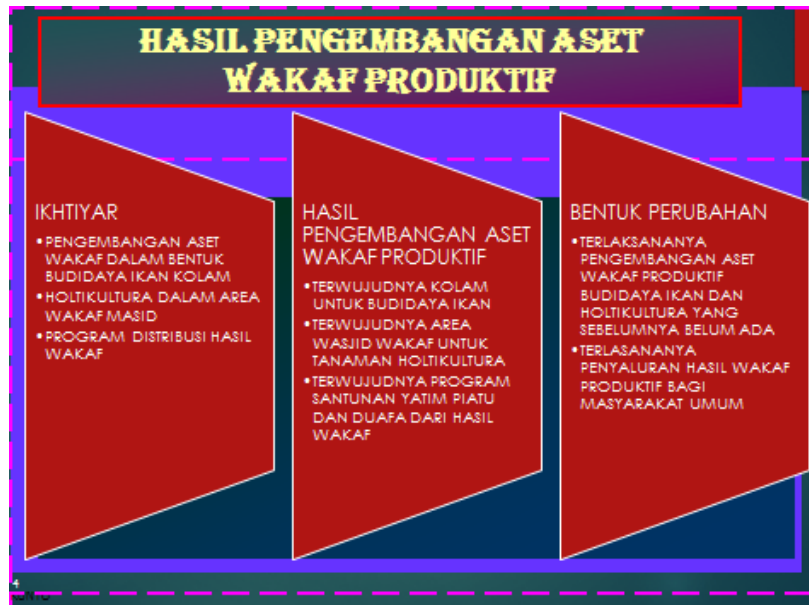 HASIL PENGEMBANGAN ASET
WAKAF PRODUKTIF
IKHTIYAR
•PENGEMBANGAN ASET
WAKAF DALAM BENTUK
BUDIDAYA IKAN KOLAM
•HOLTIKULTURA DALAM AREA
WAKAF MASID
•PROGRAM DISTRIBUSI HASIL
WAKAF
HASIL
PENGEMBANGAN ASET
WAKAF PRODUKTIF
•TERWUJUDNYA KOLAM
UNTUK BUDIDAYA IKAN
•TERWUJUDNYA AREA
WASJID WAKAF UNTUK
TANAMAN HOLTIKULTURA
•TERWUJUDNYA PROGRAM
SANTUNAN YATIM PIATU
DAN DUAFA DARI HASIL
WAKAF
BENTUK PERUBAHAN
•TERLAKSANANYA
PENGEMBANGAN ASET
WAKAF PRODUKTIF
BUDIDAYA IKAN DAN
HOLTIKULTURA YANG
SEBELUMNYA BELUM ADA
•TERLASANANYA
PENYALURAN HASIL WAKAF
PRODUKTIF BAGI
MASYARAKAT UMUM
4